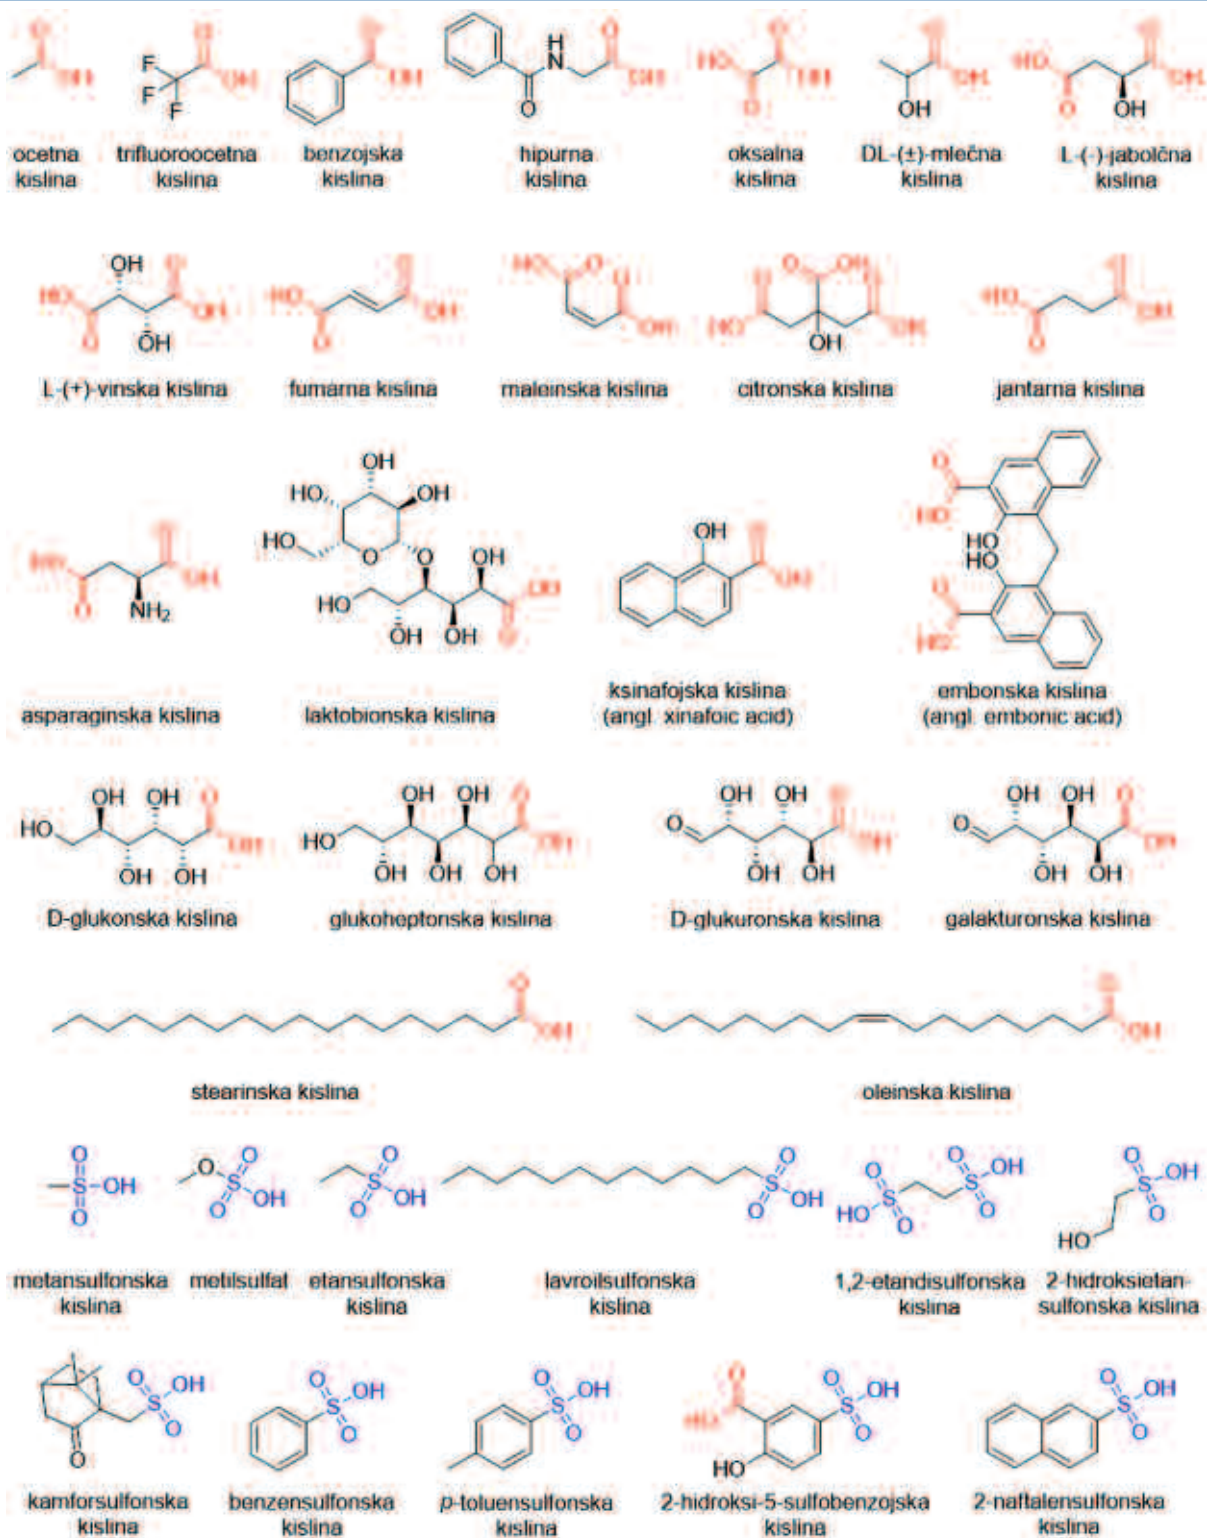 ocetna
kislina
trifluoroocetna
kislina
benzojska
kislina
hipurna
kislina
oksalna
kislina
DL-(±)-mlečna
kislina
L-(-)-jabolčna
kislina
L-(+)-vinska kislina
fumarna kislina
maleinska kislina
citronska kislina
jantarna kislina
asparaginska kislina
laktobionska kislina
ksinafojska kislina
(angl. xinafoic acid)
embonska kislina
(angl. embonic acid)
D-glukonska kislina
glukoheptonska kislina
D-glukuronska kislina
galakturonska kislina
stearinska kislina
oleinska kislina
metansulfonska
kislina
metilsulfat
etansulfonska
kislina
lavroilsulfonska
kislina
1,2-etandisulfonska
kislina
2-hidroksietan-
sulfonska kislina
kamforsulfonska
kislina
benzensulfonska
kislina
p-toluensulfonska
kislina
2-hidroksi-5-sulfobenzojska
kislina
2-naftalensulfonska
kislina